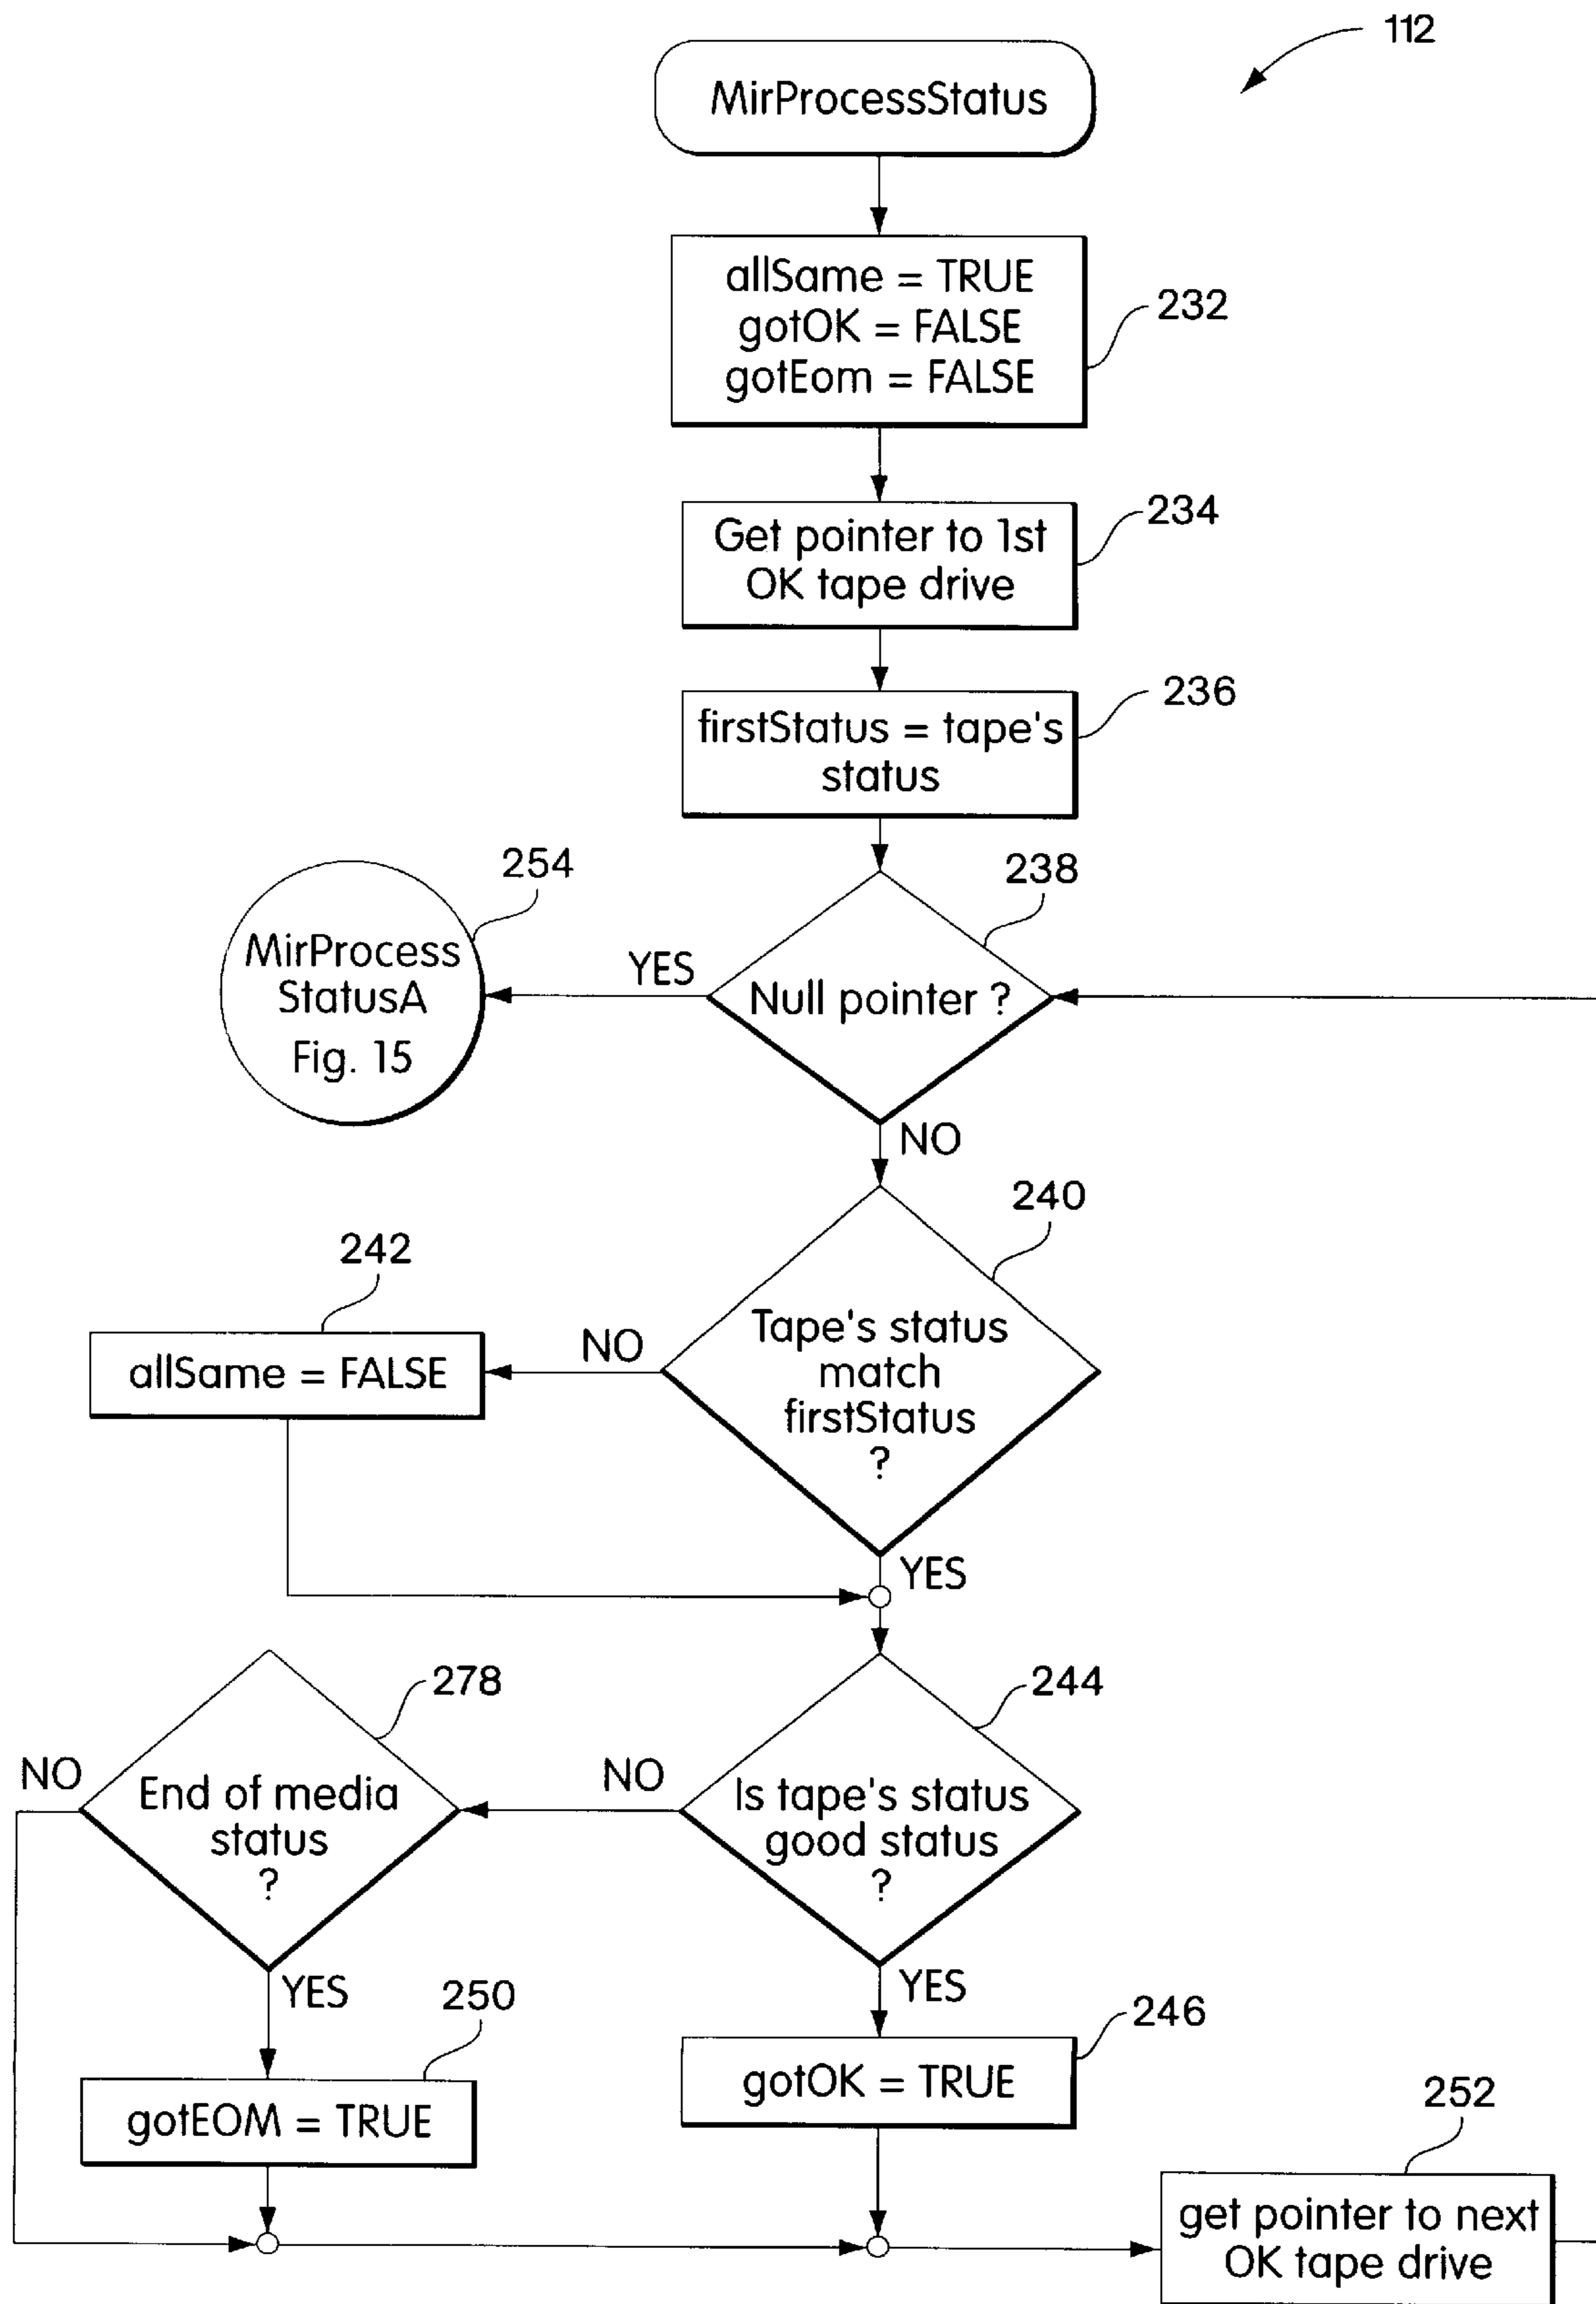 112
MirProcessStatus
allSame = TRUE
gotOK = FALSE
gotEom = FALSE
232
Get pointer to 1st
OK tape drive
234
firstStatus = tape's
status
236
254
MirProcess
StatusA
Fig. 15
YES
238
Null pointer ?
NO
240
242
allSame = FALSE
NO
Tape's status
match
firstStatus
?
YES
278
NO
End of media
status
?
NO
244
Is tape's status
good status
?
YES
250
gotEOM = TRUE
YES
246
gotOK = TRUE
252
get pointer to next
OK tape drive